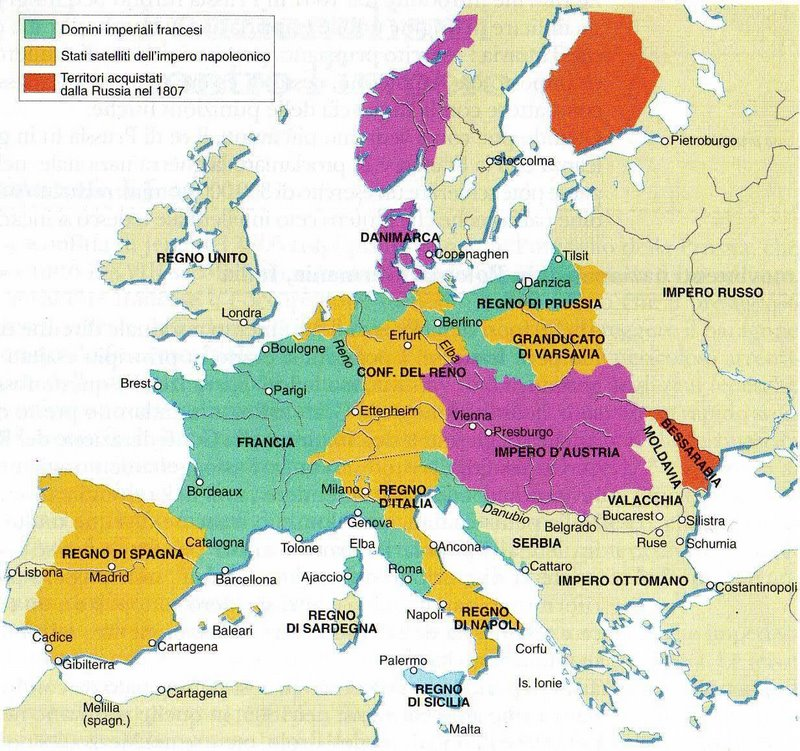 Domini imperiali francesi
Stati satelliti dell'impero napoleonico
Territori acquistati
dalla Russia nel 1807
Pietroburgo
Stoccolma
DANIMARCA
Copenaghen
REGNO UNITO
Tilsit
Danzica
IMPERO RUSSO
REGNO DI PRUSSIA
Londra
Berlino
Erfurt
GRANDUCATO
DI VARSAVIA
Boulogne
Reno
Elba
CONF. DEL RENO
Brest
Parigi
Ettenheim
Vienna
Presburgo
BESSARABIA
MOLDAVIA
FRANCIA
IMPERO D'AUSTRIA
Bordeaux
Milano
REGNO
D'ITALIA
VALACCHIA
Genova
Danubio
Bucarest
Silistra
Belgrado
Catalogna
Tolone
Elba
Ancona
SERBIA
Ruse
Schurnia
REGNO DI SPAGNA
Lisbona
Madrid
Barcellona
Ajaccio
Roma
Cattaro
IMPERO OTTOMANO
Costantinopoli
REGNO
DI SARDEGNA
Napoli
REGNO
DI NAPOLI
Baleari
Cadice
Cartagena
Gibilterra
Palermo
Corfù
REGNO
DI SICILIA
Is. Ionie
Melilla
(spagn.)
Cartagena
Malta